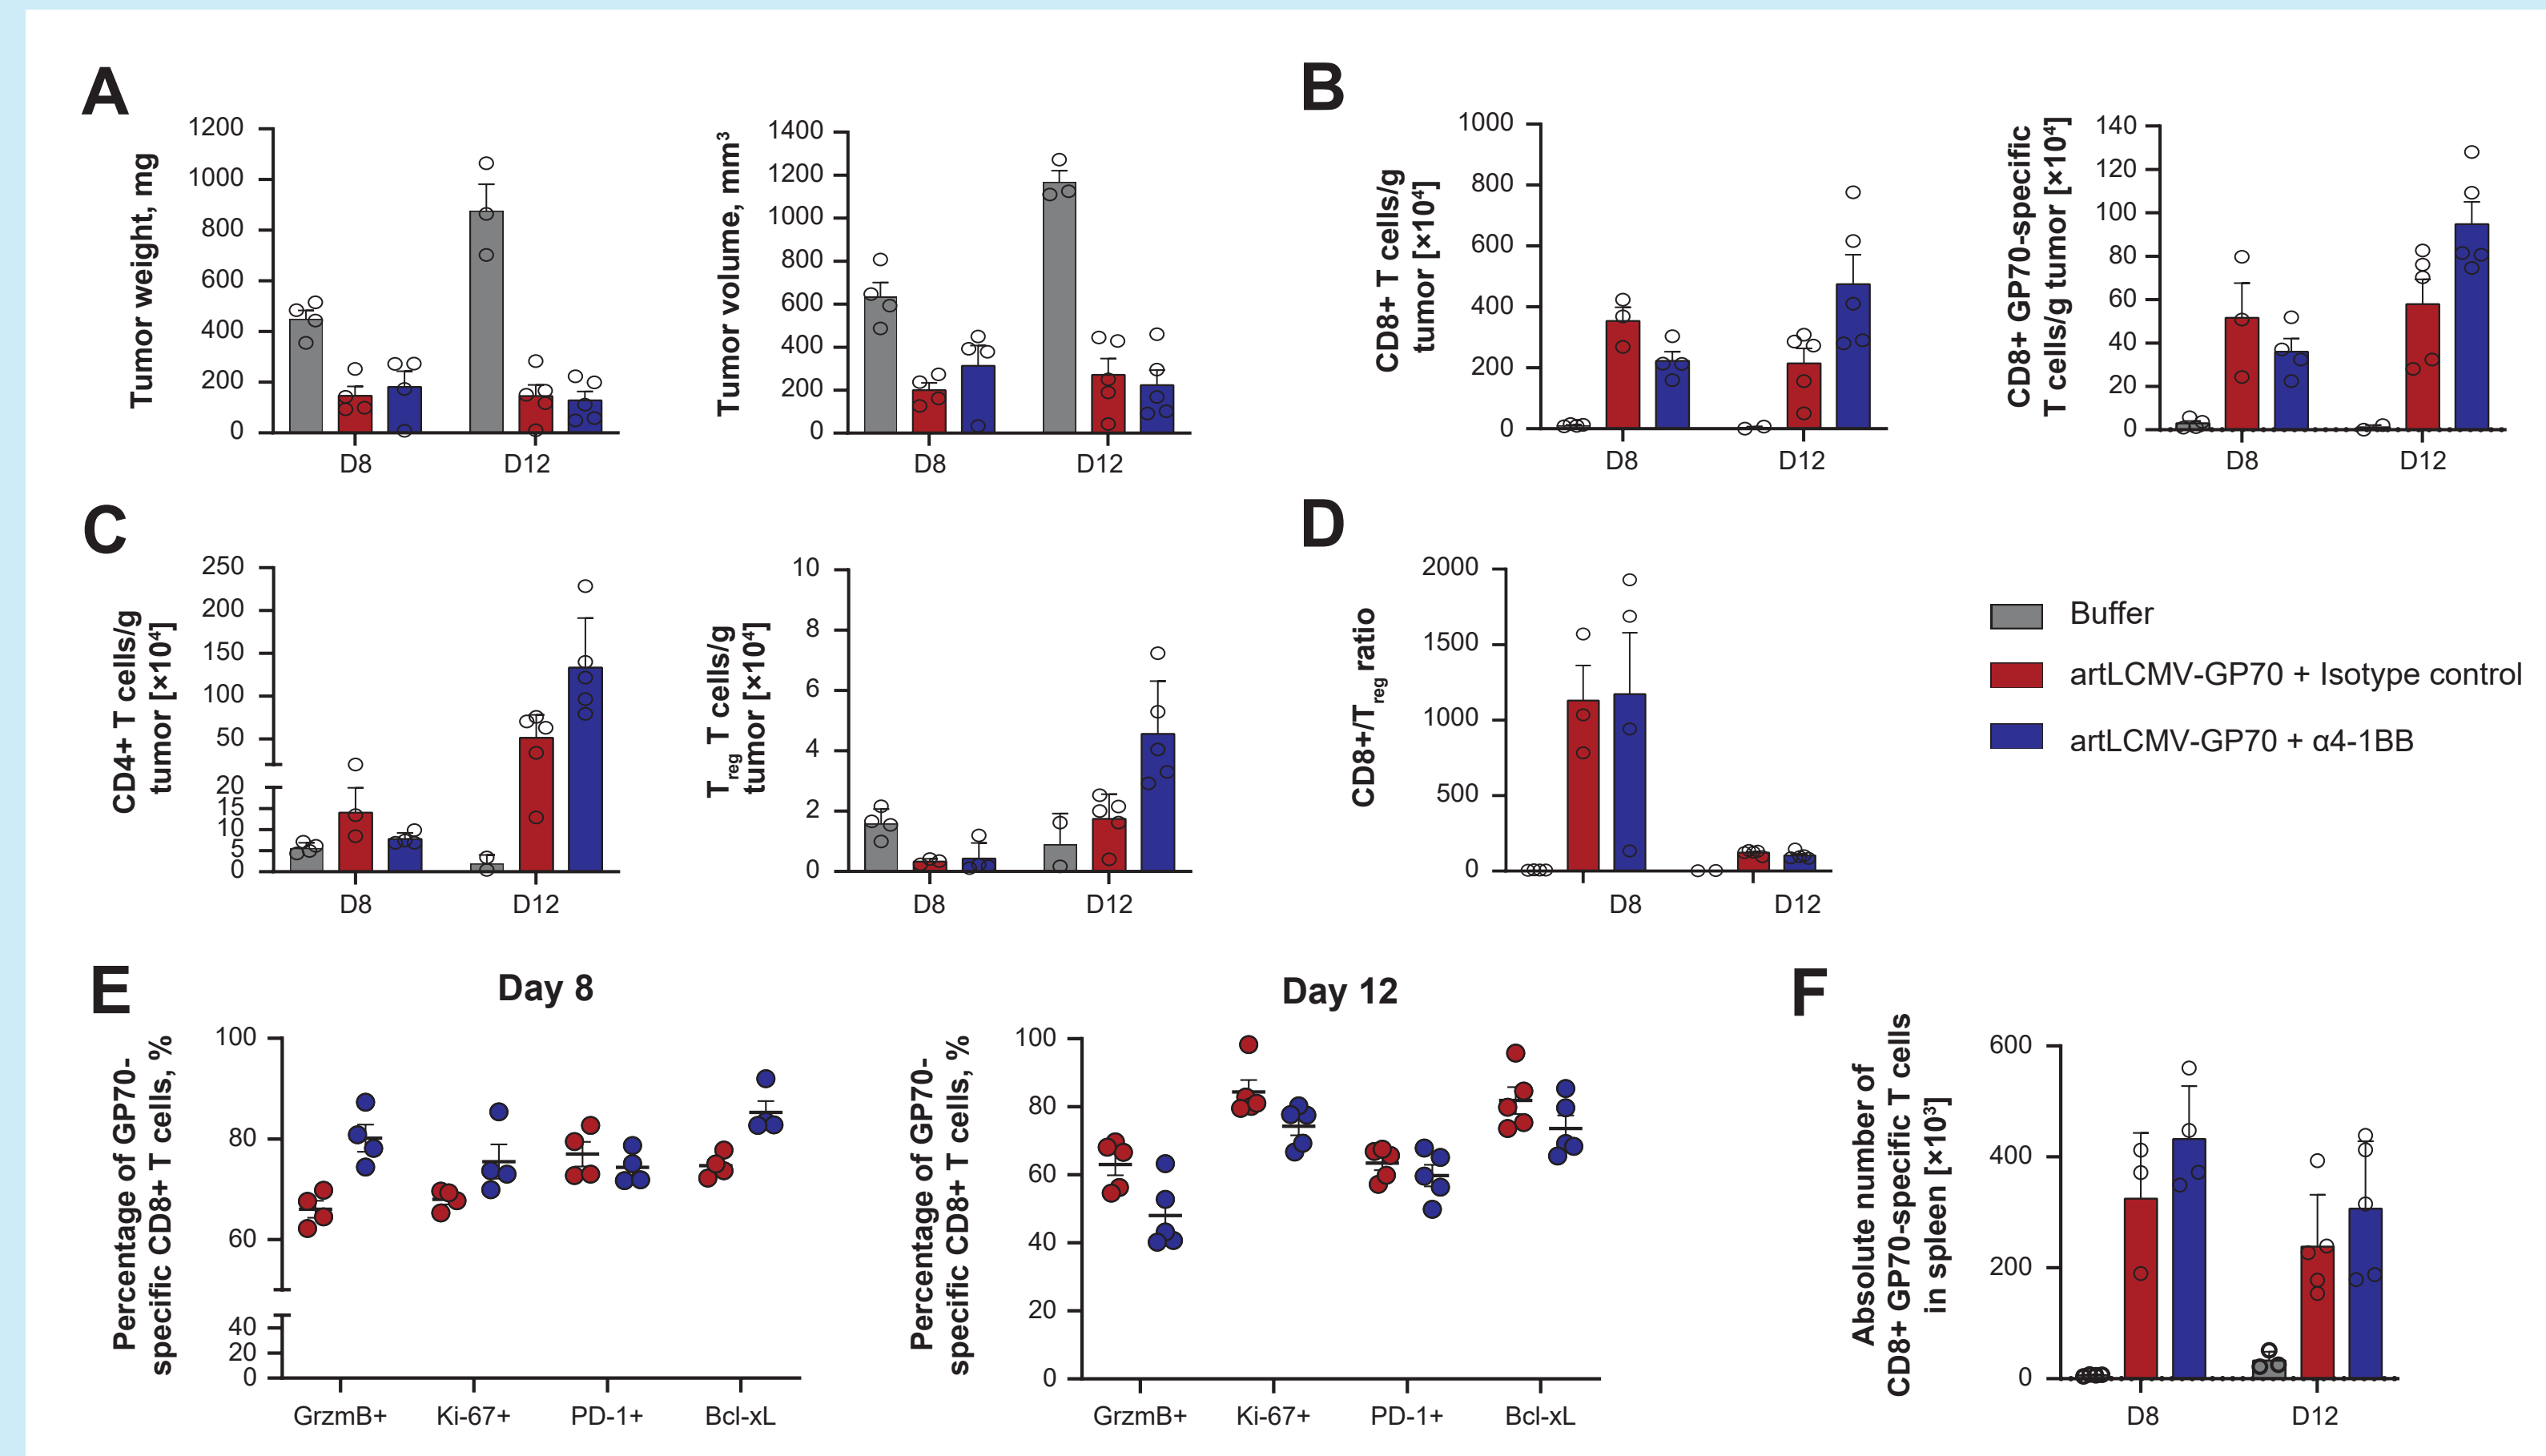 A
Tumor weight, mg
1200
1000
800
600
400
200
0
D8
D12
Tumor volume, mm³
1400
1200
1000
800
600
400
200
0
D8
D12
B
CD8+ T cells/g
tumor [×10⁴]
1000
800
600
400
200
0
D8
D12
CD8+ GP70-specific
T cells/g tumor [×10⁴]
140
120
100
80
60
40
20
0
D8
D12
C
CD4+ T cells/g
tumor [×10⁴]
250
200
150
100
50
20
15
10
5
0
D8
D12
Treg T cells/g
tumor [×10⁴]
10
8
6
4
2
0
D8
D12
D
CD8+/Treg ratio
2000
1500
1000
500
0
D8
D12
Buffer
artLCMV-GP70 + Isotype control
artLCMV-GP70 + α4-1BB
E
Day 8
Percentage of GP70-
specific CD8+ T cells, %
100
80
60
40
20
0
GrzmB+
Ki-67+
PD-1+
Bcl-xL
Day 12
Percentage of GP70-
specific CD8+ T cells, %
100
80
60
40
20
0
GrzmB+
Ki-67+
PD-1+
Bcl-xL
F
Absolute number of
CD8+ GP70-specific T cells
in spleen [×10³]
600
400
200
0
D8
D12